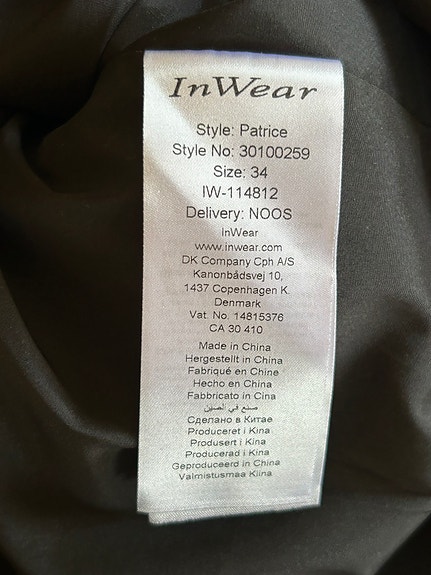 InWear
Style: Patrice
Style No: 30100259
Size: 34
IW-114812
Delivery: NOOS
InWear
www.inwear.com
DK Company Cph A/S
Kanonbådsvej 10,
1437 Copenhagen K.
Denmark
Vat. No. 14815376
CA 30 410
Made in China
Hergestellt in China
Fabriqué en Chine
Hecho en China
Fabbricato in Cina
صنع في الصين
Сделано в Китае
Produceret i Kina
Produsert i Kina
Producerad i Kina
Geproduceerd in China
Valmistusmaa Kiina